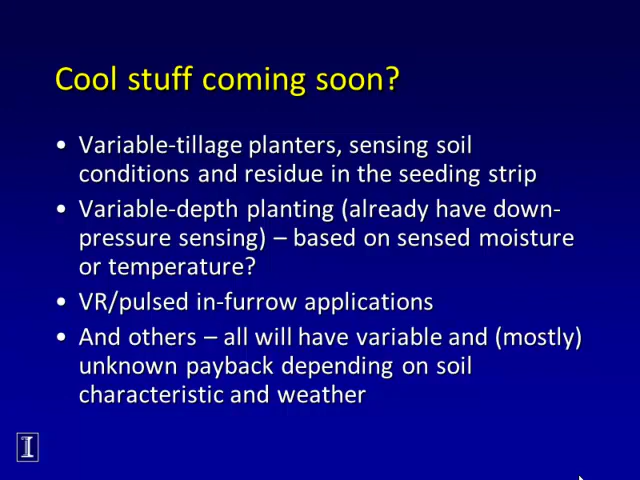 Cool stuff coming soon?
• Variable-tillage planters, sensing soil
conditions and residue in the seeding strip
• Variable-depth planting (already have down-
pressure sensing) – based on sensed moisture
or temperature?
• VR/pulsed in-furrow applications
• And others – all will have variable and (mostly)
unknown payback depending on soil
characteristic and weather
I